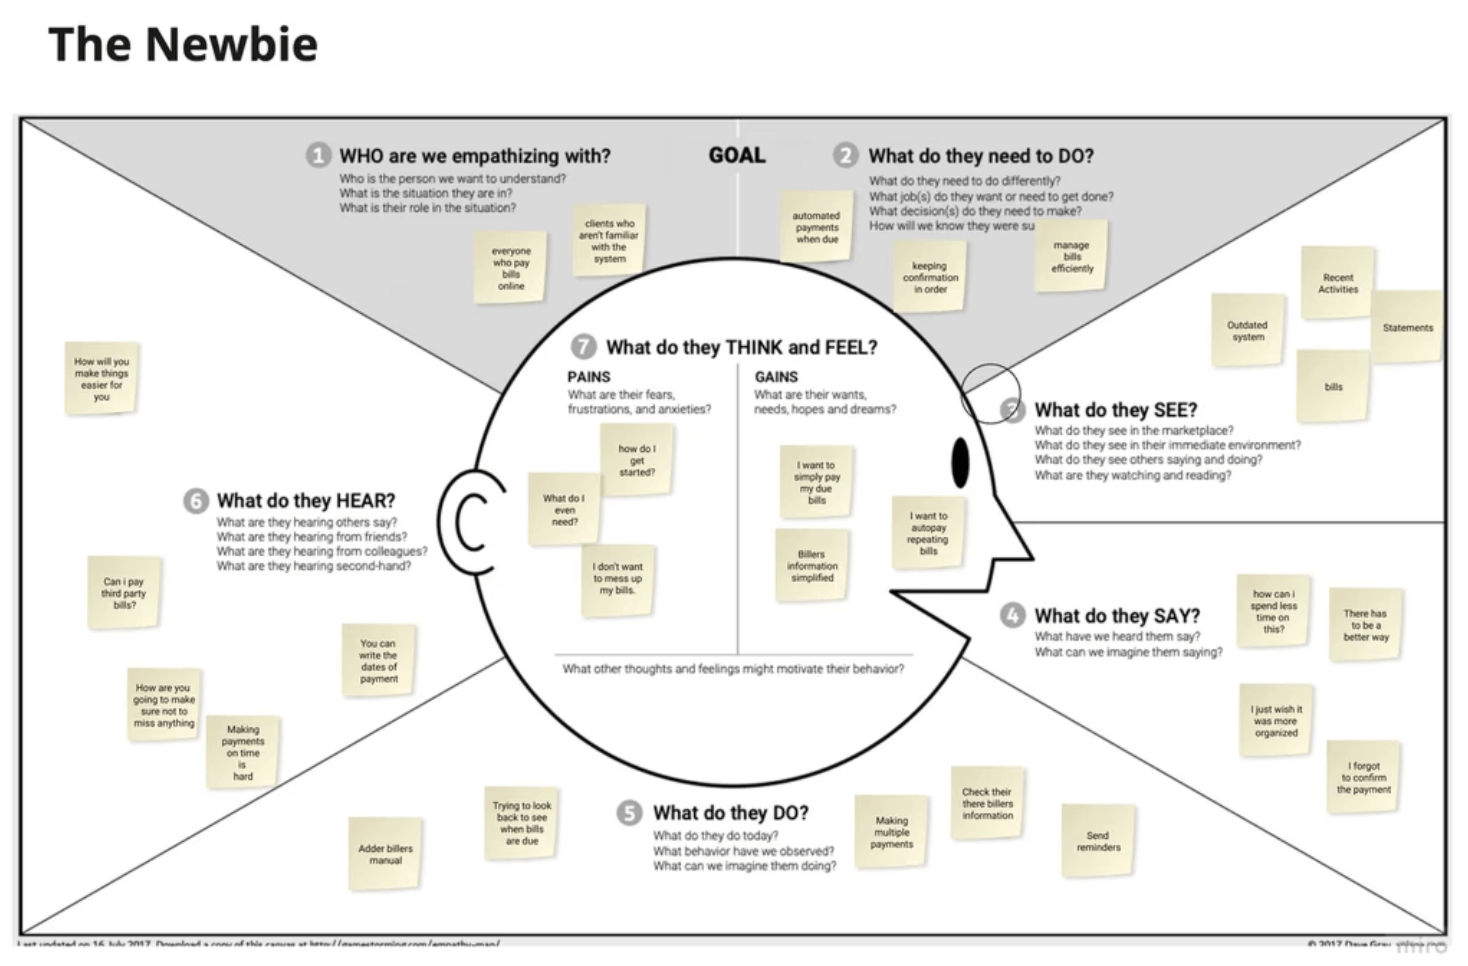 The Newbie
1 WHO are we empathizing with?
Who is the person we want to understand?
What is the situation they are in?
What is their role in the situation?
everyone
who pay
bills
online
clients who
aren't familiar
with the
system
GOAL
2 What do they need to DO?
What do they need to do differently?
What job(s) do they want or need to get done?
What decision(s) do they need to make?
How will we know they were su
automated
payments
when due
keeping
confirmation
in order
manage
bills
efficiently
Outdated
system
Recent
Activities
Statements
bills
3 What do they SEE?
What do they see in the marketplace?
What do they see in their immediate environment?
What do they see others saying and doing?
What are they watching and reading?
4 What do they SAY?
What have we heard them say?
What can we imagine them saying?
how can i
spend less
time on
this?
There has
to be a
better way
I just wish it
was more
organized
I forgot
to confirm
the payment
5 What do they DO?
What do they do today?
What behavior have we observed?
What can we imagine them doing?
Adder billers
manual
Trying to look
back to see
when bills
are due
Making
multiple
payments
Check their
there billers
information
Send
reminders
6 What do they HEAR?
What are they hearing others say?
What are they hearing from friends?
What are they hearing from colleagues?
What are they hearing second-hand?
How will you
make things
easier for
you
Can i pay
third party
bills?
You can
write the
dates of
payment
How are you
going to make
sure not to
miss anything
Making
payments
on time
is
hard
7 What do they THINK and FEEL?
PAINS
What are their fears,
frustrations, and anxieties?
how do I
get
started?
What do I
even
need?
I don't want
to mess up
my bills.
GAINS
What are their wants,
needs, hopes and dreams?
I want to
simply pay
my due
bills
Billers
information
simplified
I want to
autopay
repeating
bills
What other thoughts and feelings might motivate their behavior?
Last updated on 16 July 2017. Download a copy of this canvas at http://gamestorming.com/empathy-map/
© 2017 Dave Gray,
miro